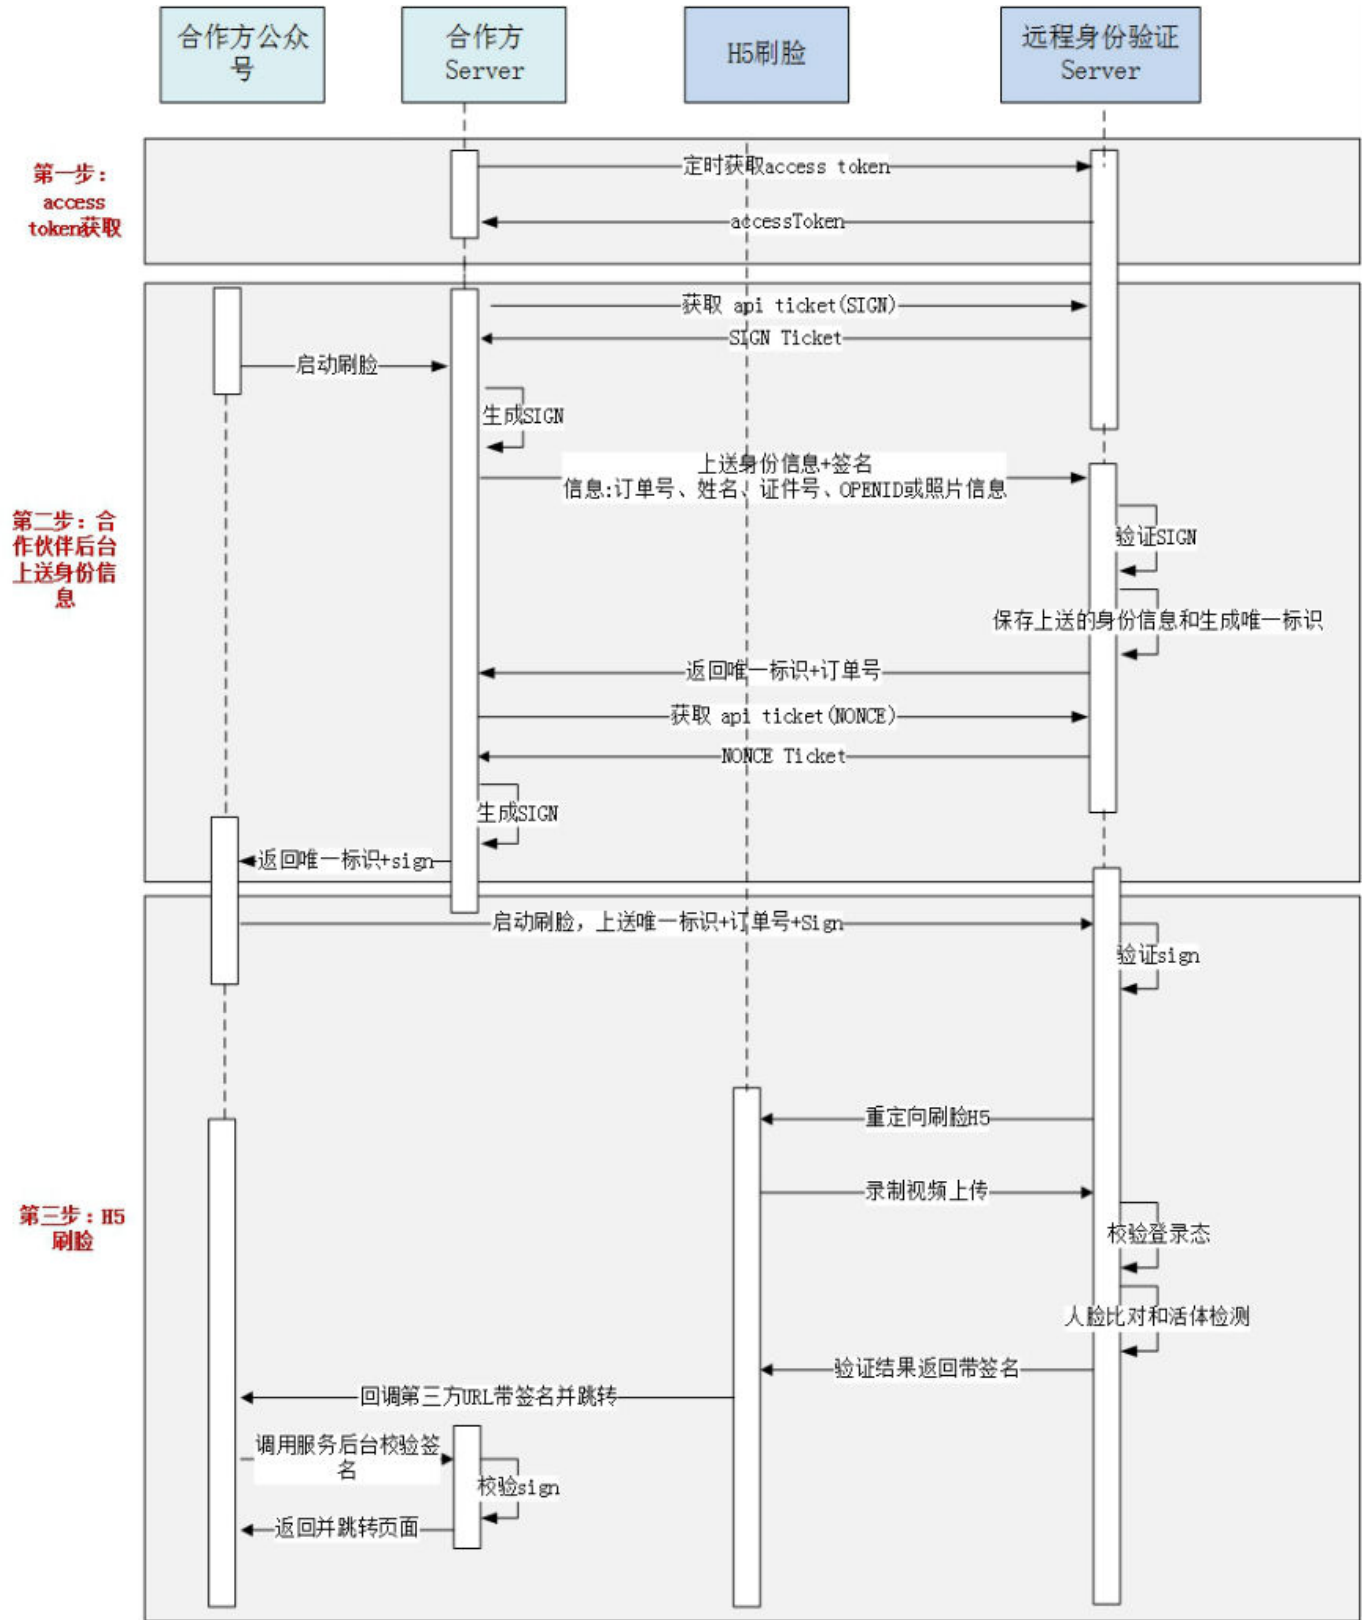 合作方公众
号
合作方
Server
H5刷脸
远程身份验证
Server
第一步：
access
token获取
定时获取access token
accessToken
第二步：合
作伙伴后台
上送身份信
息
获取 api ticket(SIGN)
SIGN Ticket
启动刷脸
生成SIGN
上送身份信息+签名
信息:订单号、姓名、证件号、OPENID或照片信息
验证SIGN
保存上送的身份信息和生成唯一标识
返回唯一标识+订单号
获取 api ticket(NONCE)
NONCE Ticket
生成SIGN
返回唯一标识+sign
第三步：H5
刷脸
启动刷脸，上送唯一标识+订单号+Sign
验证sign
重定向刷脸H5
录制视频上传
校验登录态
人脸比对和活体检测
验证结果返回带签名
回调第三方URL带签名并跳转
调用服务后台校验签
名
校验sign
返回并跳转页面